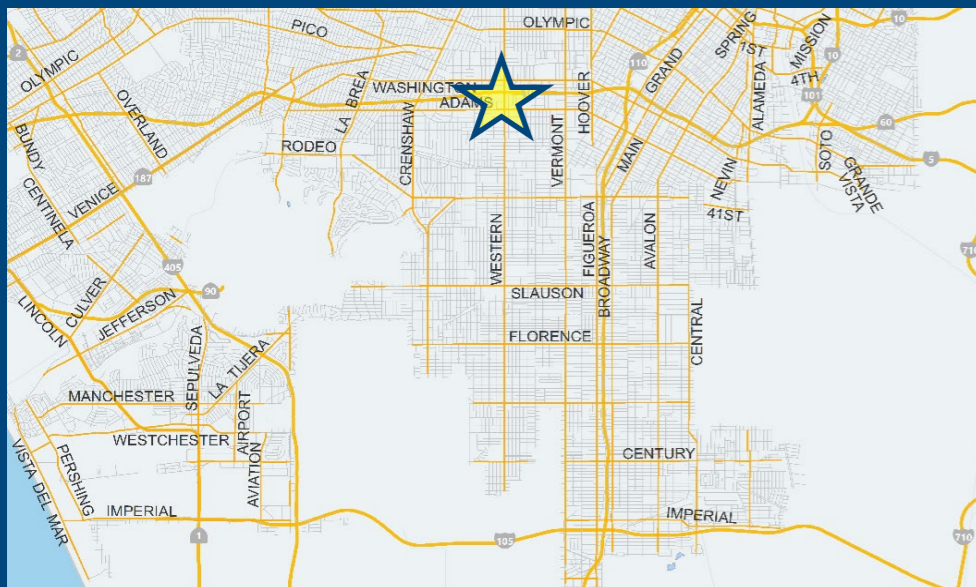 OLYMPIC
PICO
SPRING
1ST
MISSION
10
10
2
OLYMPIC
110
GRAND
4TH
LA BREA
WASHINGTON
ADAMS
HOOVER
ALAMEDA
101
OVERLAND
60
BUNDY
CRENSHAW
VERMONT
MAIN
SOTO
5
RODEO
187
NEVIN
GRANDE
VISTA
VENICE
CENTINELA
41ST
WESTERN
FIGUEROA
BROADWAY
AVALON
710
405
90
SLAUSON
CULVER
JEFFERSON
LINCOLN
FLORENCE
CENTRAL
SEPULVEDA
LA TIJERA
MANCHESTER
AIRPORT
WESTCHESTER
CENTURY
PERSHING
AVIATION
VISTA DEL MAR
IMPERIAL
IMPERIAL
1
105
710